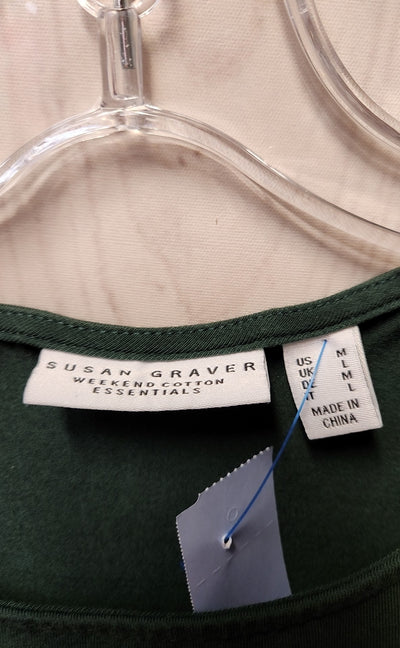 SUSAN GRAVER
WEEKEND COTTON
ESSENTIALS
US M
UK L
DE M
IT L
MADE IN
CHINA